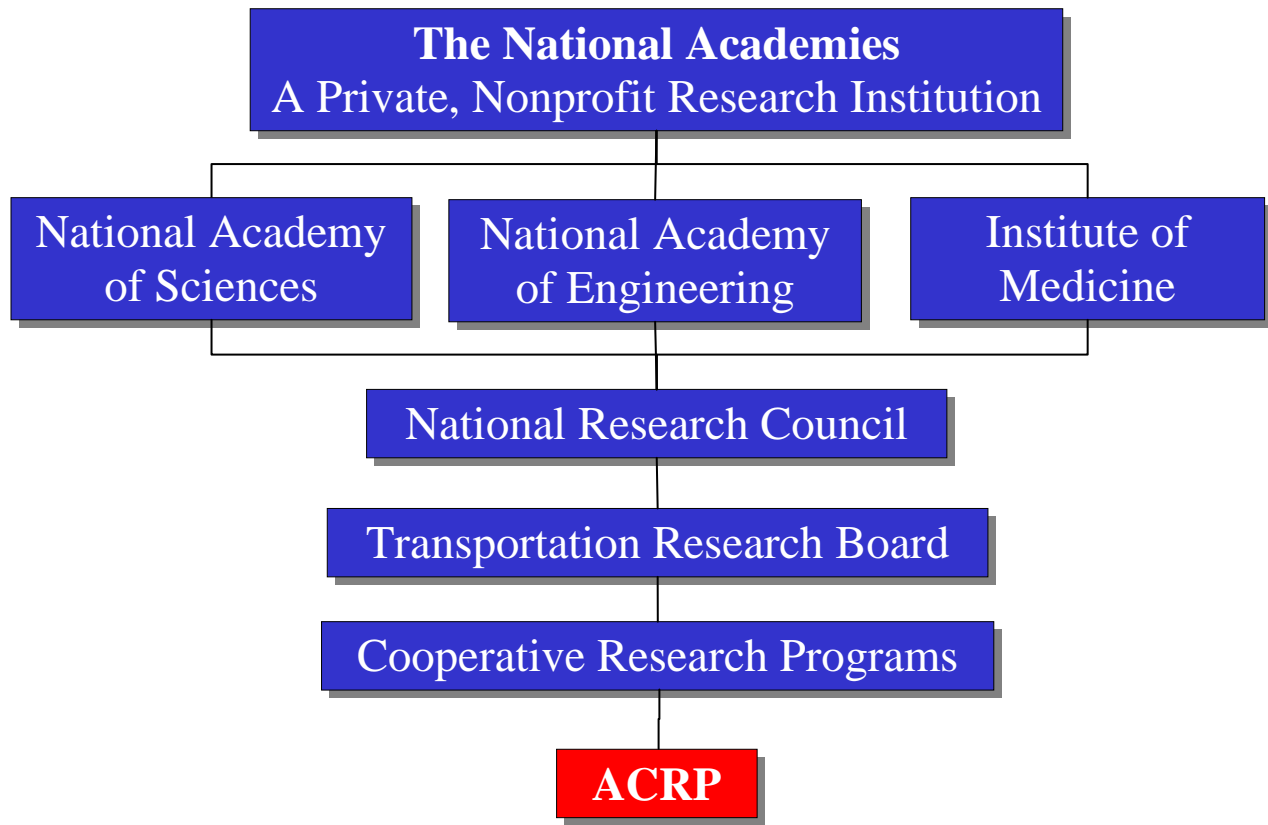 The National Academies
A Private, Nonprofit Research Institution
National Academy
of Sciences
National Academy
of Engineering
Institute of
Medicine
National Research Council
Transportation Research Board
Cooperative Research Programs
ACRP